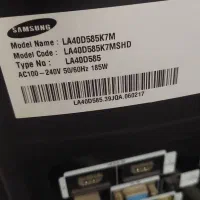 SAMSUNG
Model Name : LA40D585K7M
Model Code : LA40D585K7MSHD
Type No : LA40D585
AC100~240V 50/60Hz 185W
LA40D585.39JQA.060217